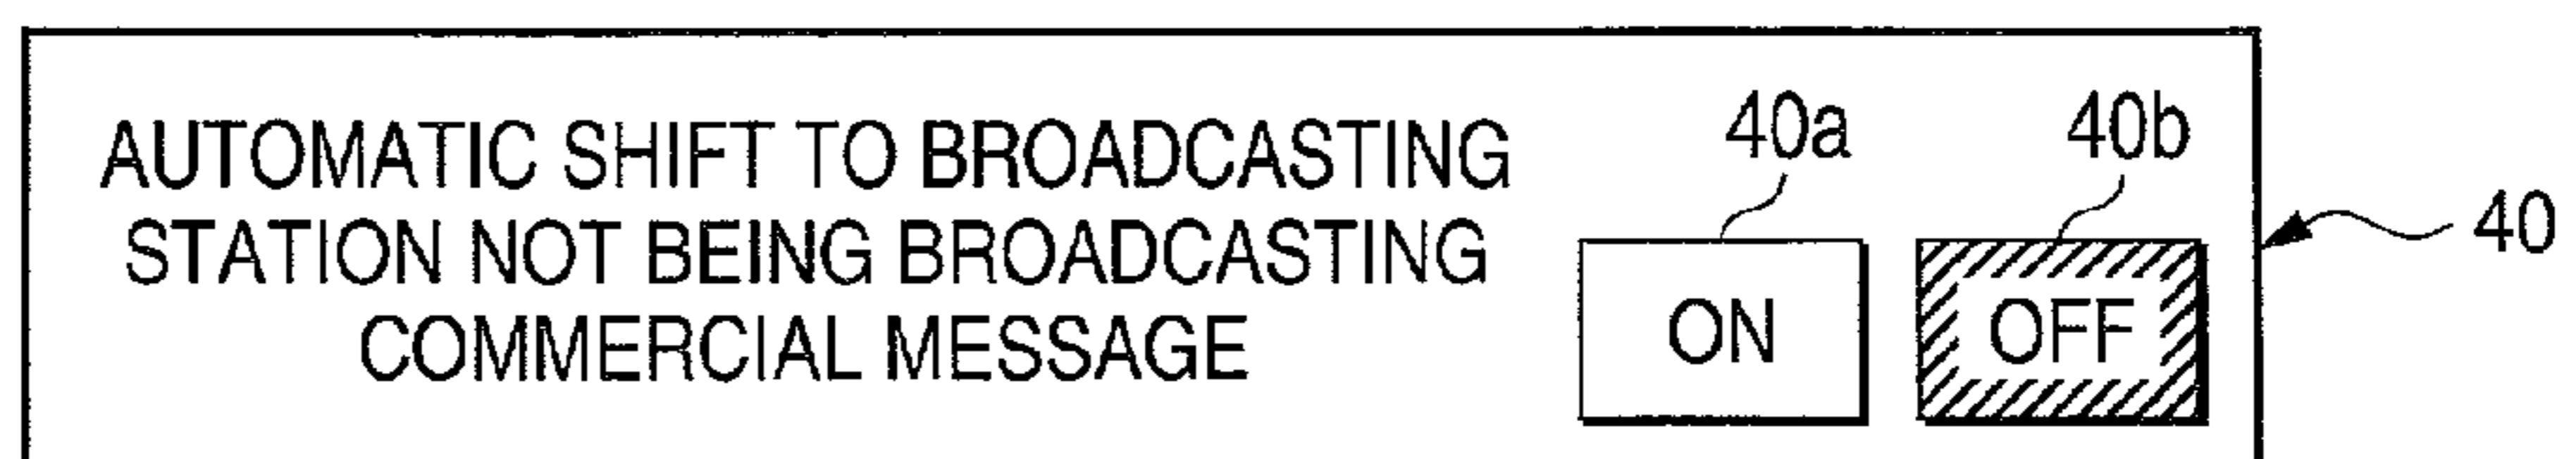 AUTOMATIC SHIFT TO BROADCASTING
STATION NOT BEING BROADCASTING
COMMERCIAL MESSAGE
40a
40b
ON
OFF
40